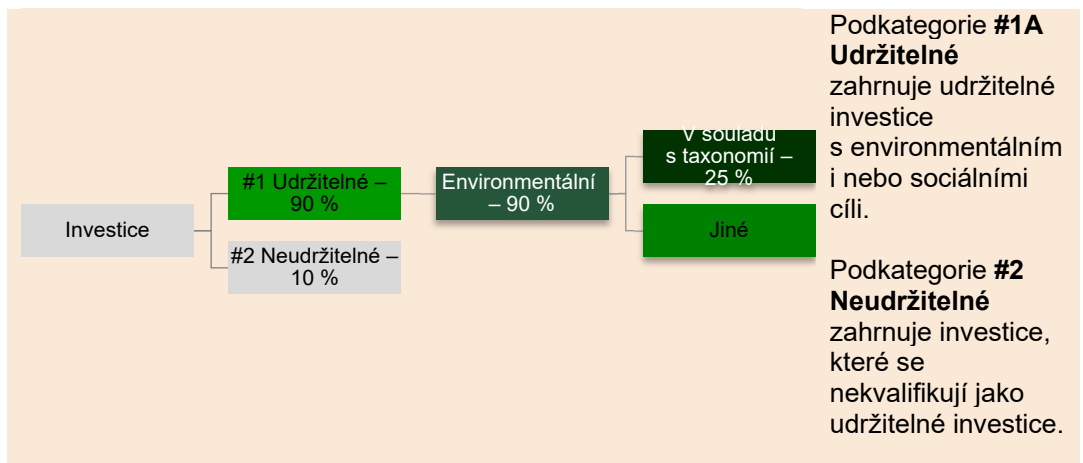 Investice
#1 Udržitelné –
90 %
#2 Neudržitelné –
10 %
Environmentální
– 90 %
V souladu
s taxonomií –
25 %
Jiné
Podkategorie #1A
Udržitelné
zahrnuje udržitelné
investice
s environmentálním
i nebo sociálními
cíli.
Podkategorie #2
Neudržitelné
zahrnuje investice,
které se
nekvalifikují jako
udržitelné investice.